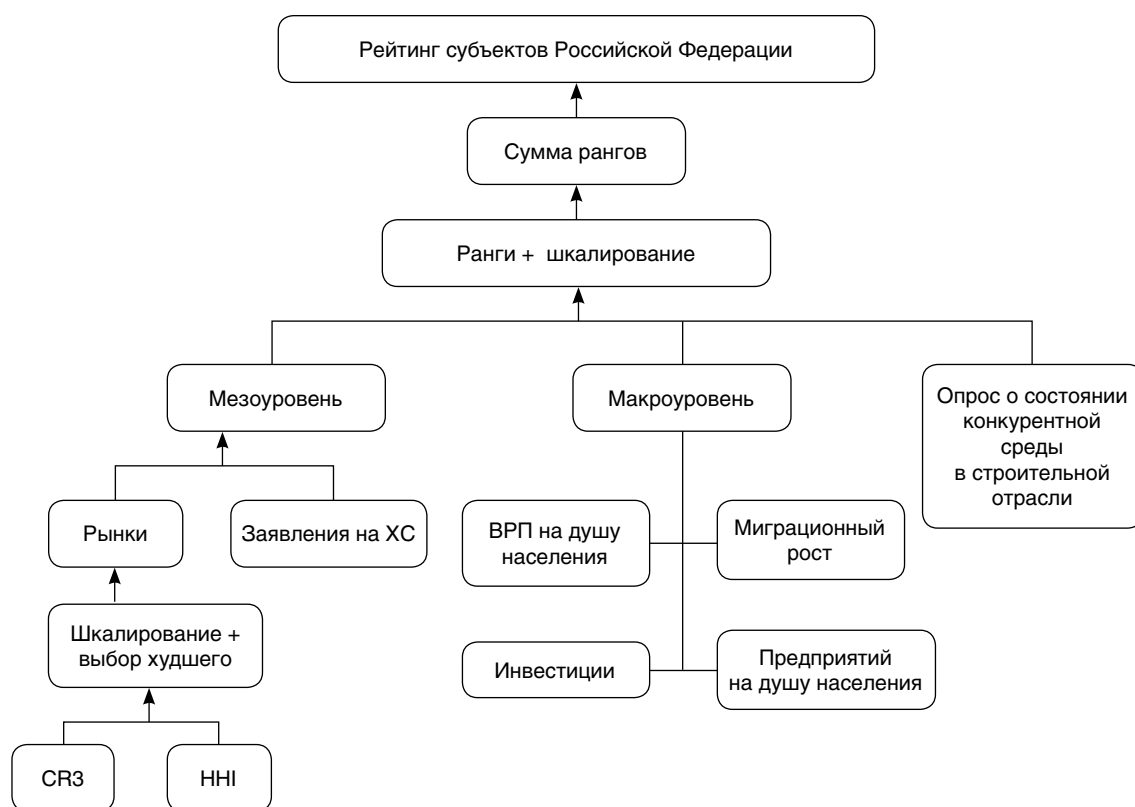 Рейтинг субъектов Российской Федерации
Сумма рангов
Ранги + шкалирование
Мезоуровень
Макроуровень
Опрос о состоянии
конкурентной
среды
в строительной
отрасли
Рынки
Заявления на ХС
ВРП на душу
населения
Миграционный
рост
Шкалирование +
выбор худшего
Инвестиции
Предприятий
на душу населения
CR3
HHI